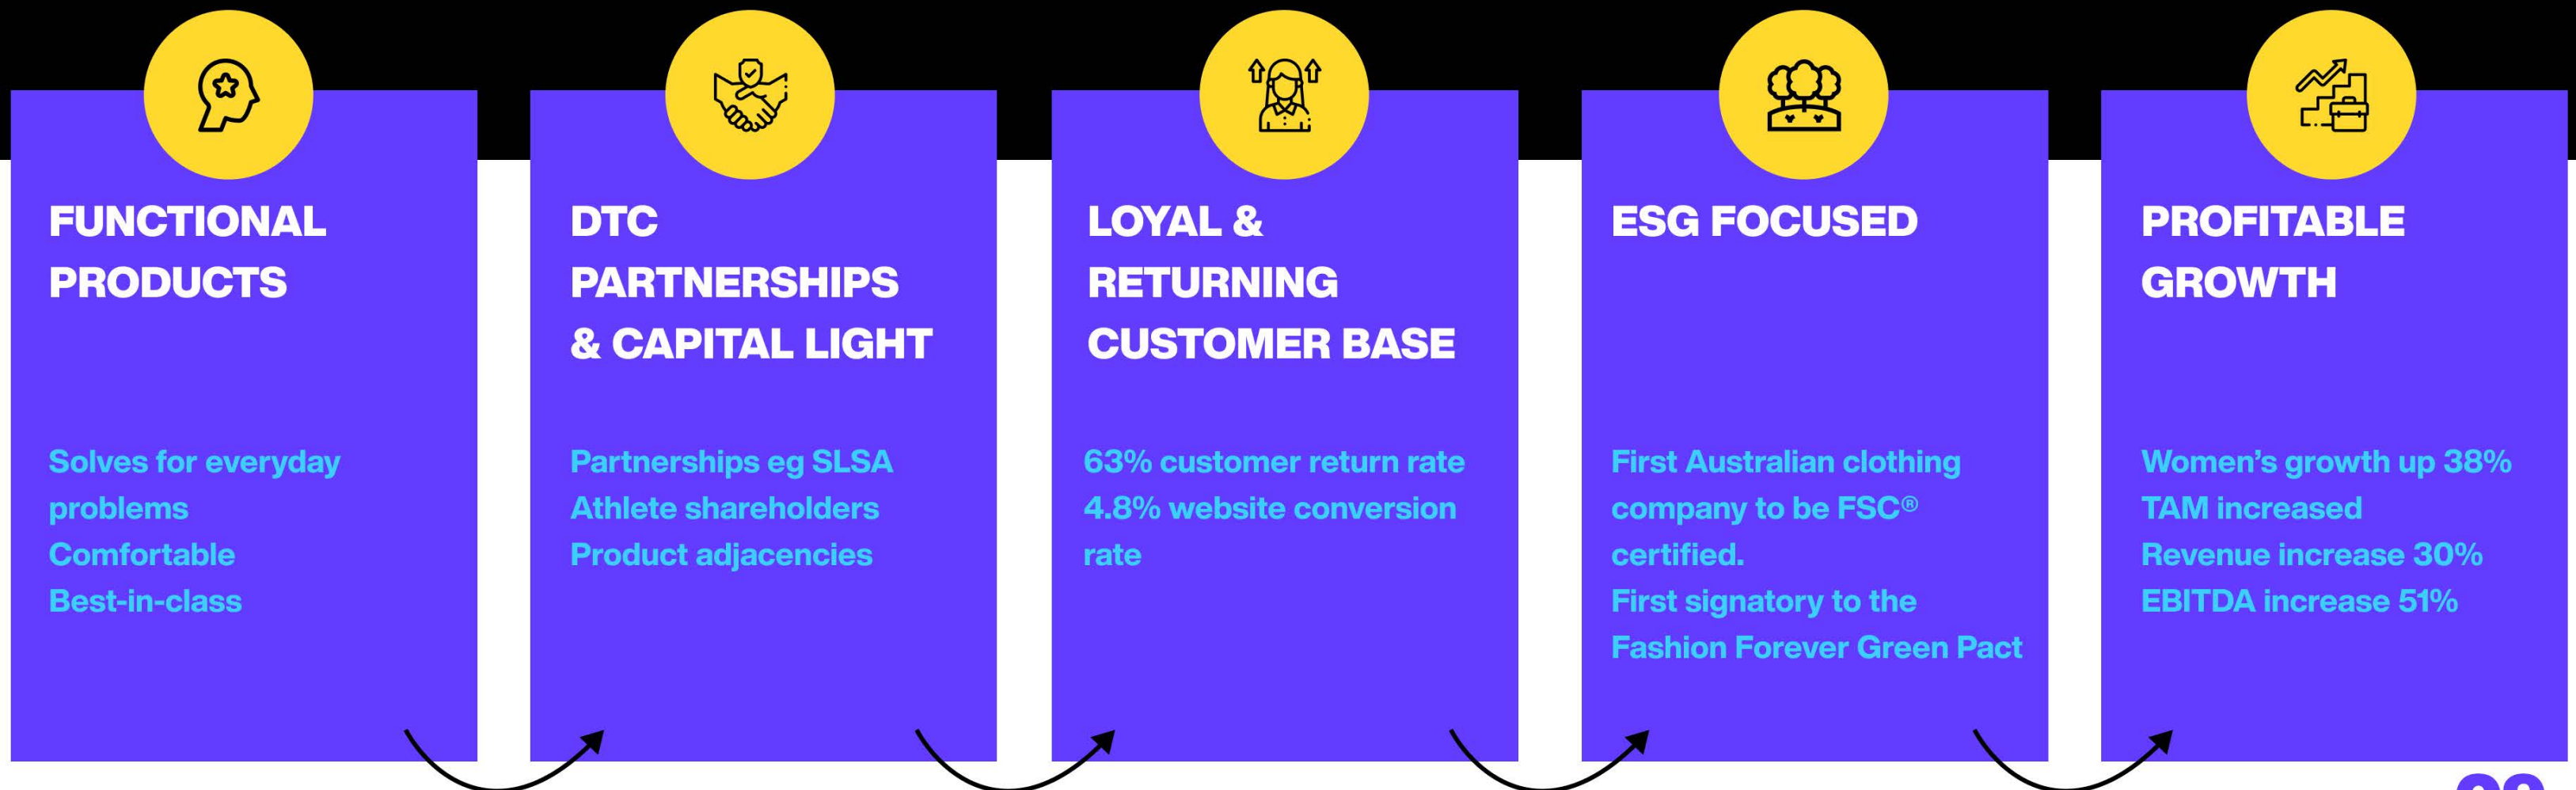 FUNCTIONAL
PRODUCTS
Solves for everyday
problems
Comfortable
Best-in-class
DTC
PARTNERSHIPS
& CAPITAL LIGHT
Partnerships eg SLSA
Athlete shareholders
Product adjacencies
LOYAL &
RETURNING
CUSTOMER BASE
63% customer return rate
4.8% website conversion
rate
ESG FOCUSED
First Australian clothing
company to be FSC®
certified.
First signatory to the
Fashion Forever Green Pact
PROFITABLE
GROWTH
Women’s growth up 38%
TAM increased
Revenue increase 30%
EBITDA increase 51%